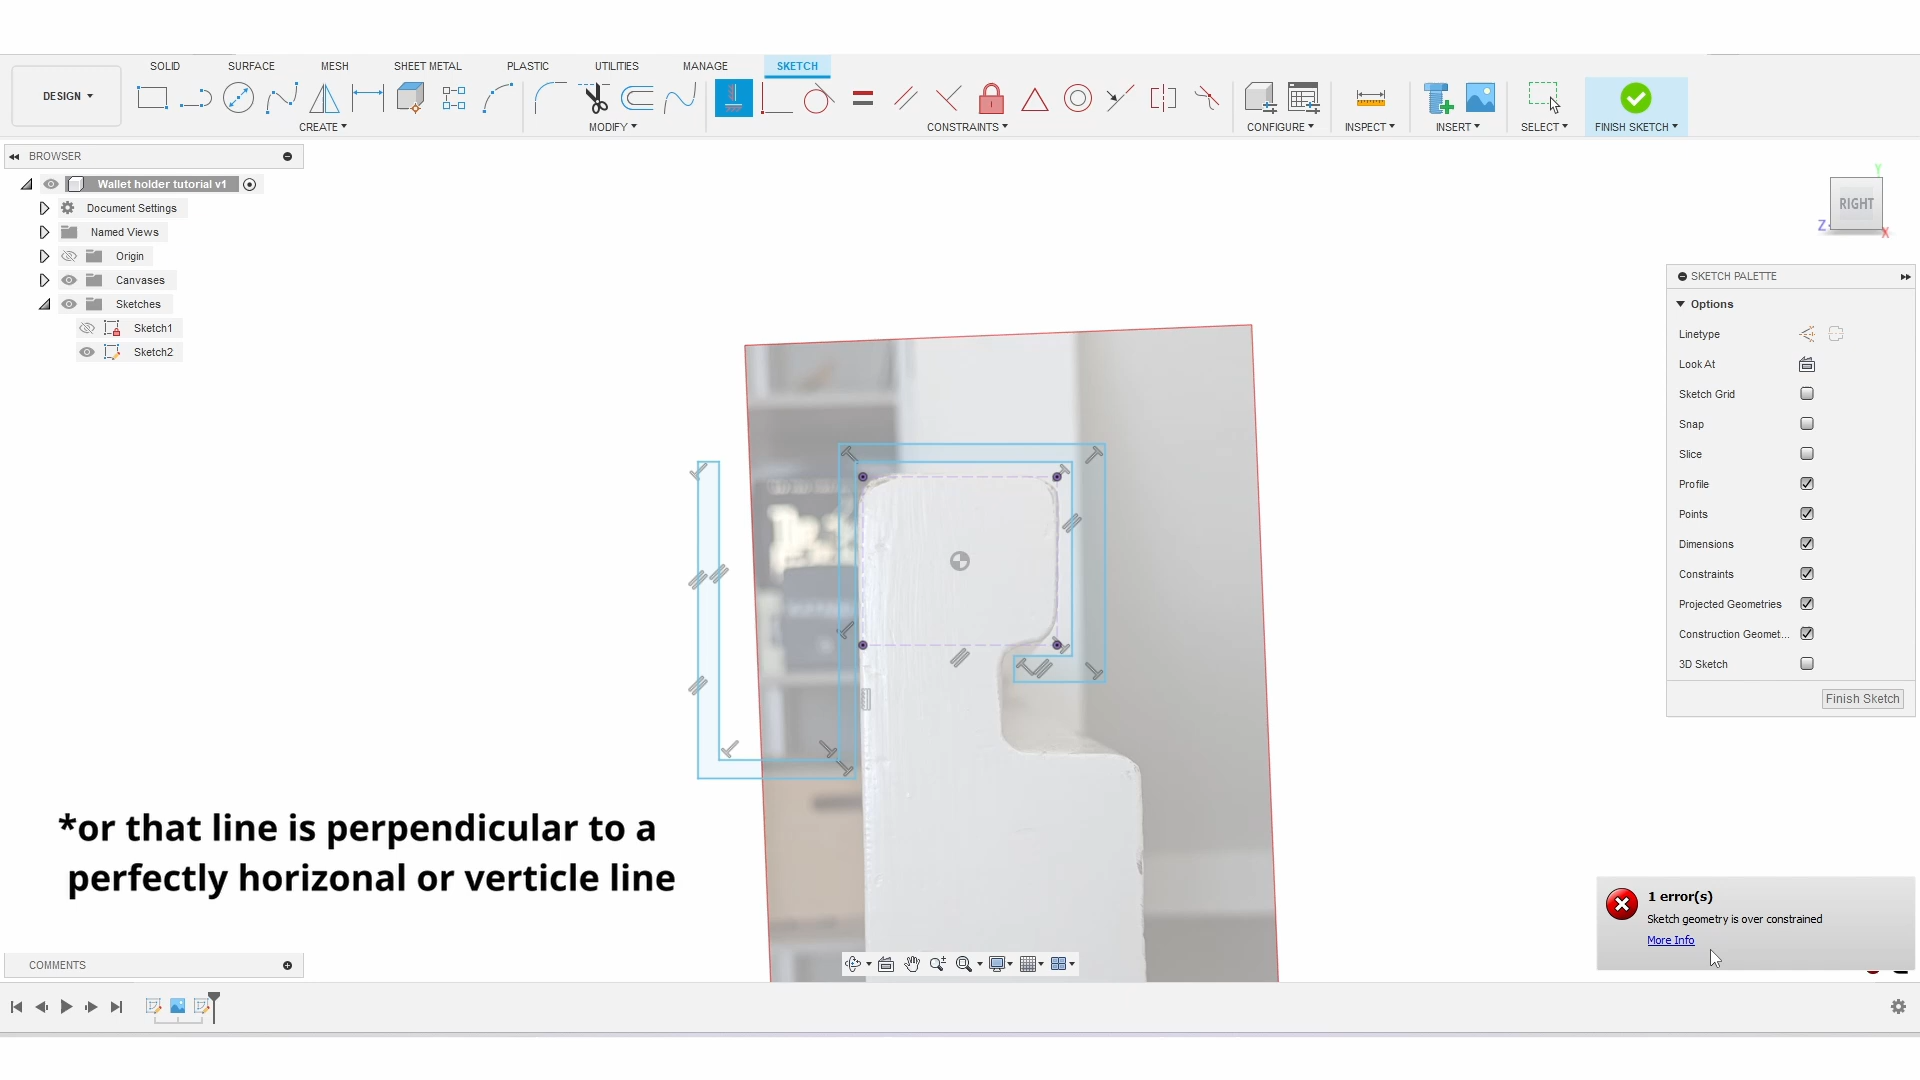 SOLID SURFACE MESH SHEET METAL PLASTIC UTILITIES MANAGE SKETCH
DESIGN
CREATE MODIFY CONSTRAINTS CONFIGURE INSPECT INSERT SELECT FINISH SKETCH
BROWSER
Wallet holder tutorial v1
Document Settings
Named Views
Origin
Canvases
Sketches
Sketch1
Sketch2
Y
RIGHT
Z
X
SKETCH PALETTE
Options
Linetype
Look At
Sketch Grid
Snap
Slice
Profile
Points
Dimensions
Constraints
Projected Geometries
Construction Geomet...
3D Sketch
Finish Sketch
*or that line is perpendicular to a
perfectly horizonal or verticle line
1 error(s)
Sketch geometry is over constrained
More Info
COMMENTS